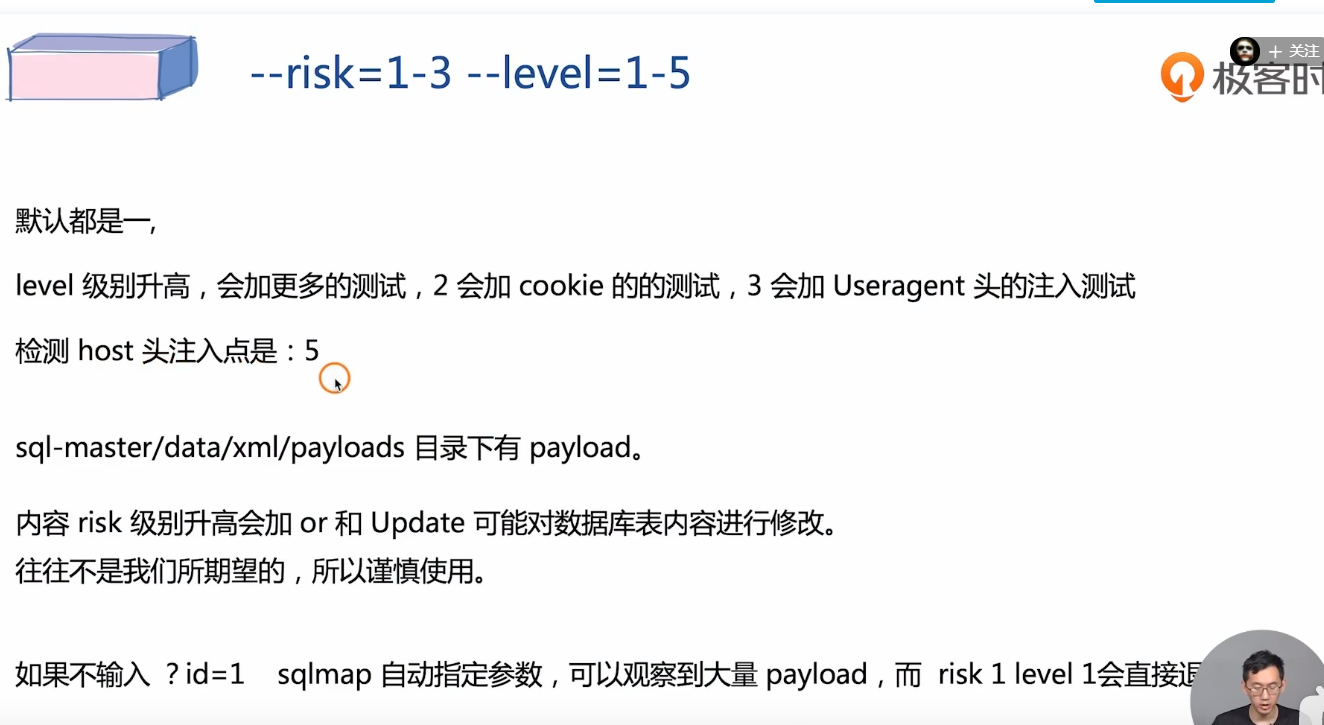 --risk=1-3 --level=1-5
+ 关注
极客时
默认都是一,
level 级别升高，会加更多的测试，2 会加 cookie 的的测试，3 会加 Useragent 头的注入测试
检测 host 头注入点是：5
sql-master/data/xml/payloads 目录下有 payload。
内容 risk 级别升高会加 or 和 Update 可能对数据库表内容进行修改。
往往不是我们所期望的，所以谨慎使用。
如果不输入 ？id=1 sqlmap 自动指定参数，可以观察到大量 payload，而 risk 1 level 1会直接退